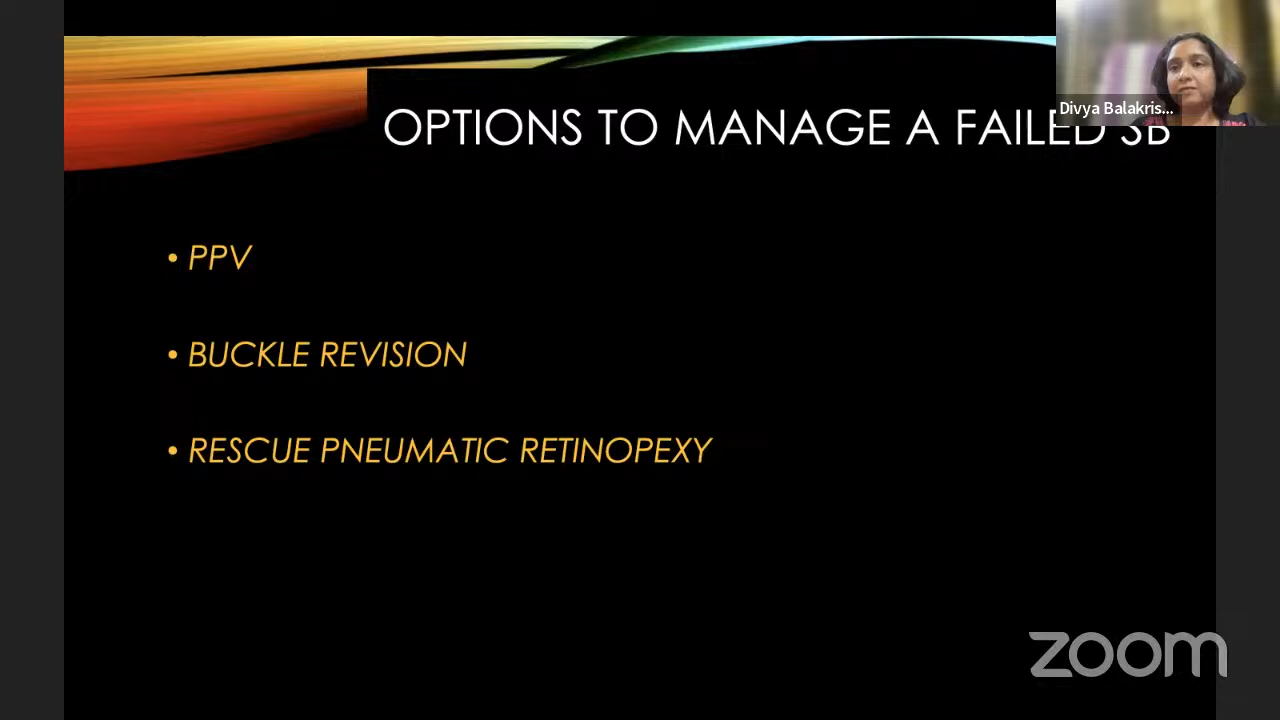 OPTIONS TO MANAGE A FAILED SB
Divya Balakris...
• PPV
• BUCKLE REVISION
• RESCUE PNEUMATIC RETINOPEXY
zoom